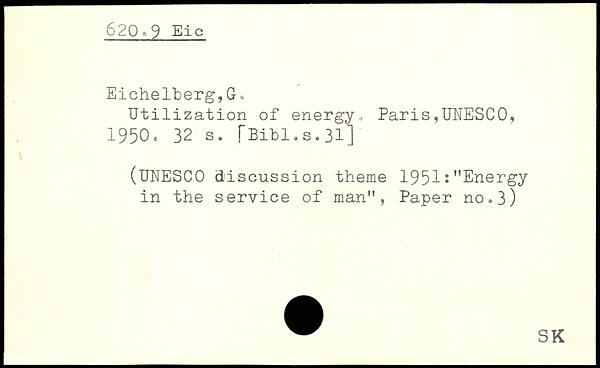 620.9 Eic
Eichelberg,G.
Utilization of energy. Paris,UNESCO,
1950. 32 s. [Bibl.s.31]
(UNESCO discussion theme 1951:"Energy
in the service of man", Paper no.3)
SK